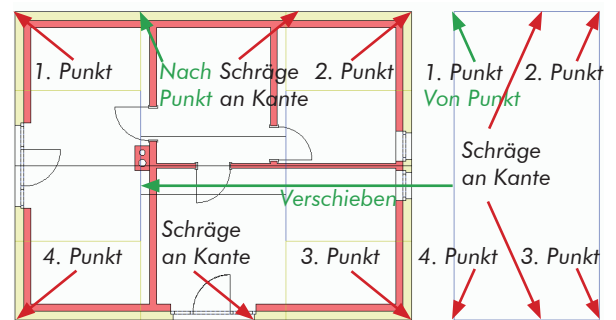 1. Punkt
Nach
Punkt
Schräge
an Kante
2. Punkt
1. Punkt
Von Punkt
2. Punkt
Schräge
an Kante
Verschieben
4. Punkt
Schräge
an Kante
3. Punkt
4. Punkt
3. Punkt